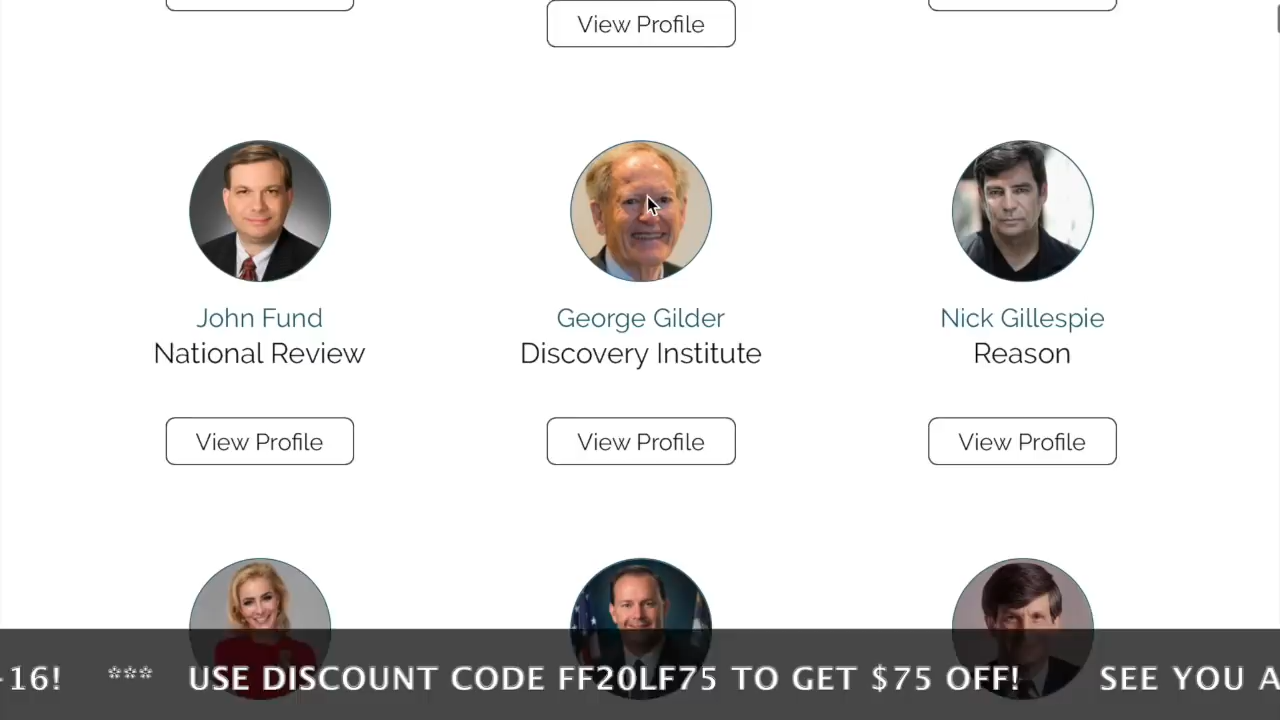 View Profile
John Fund
George Gilder
Nick Gillespie
National Review
Discovery Institute
Reason
View Profile
View Profile
View Profile
-16! *** USE DISCOUNT CODE FF20LF75 TO GET $75 OFF! SEE YOU A